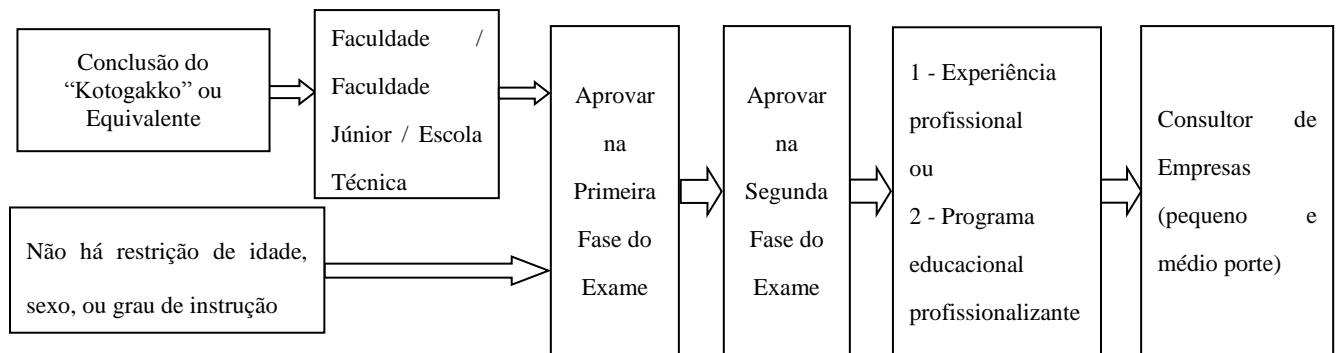 Conclusão do
“Kotogakko” ou
Equivalente
Faculdade /
Faculdade
Júnior / Escola
Técnica
Não há restrição de idade,
sexo, ou grau de instrução
Aprovar
na
Primeira
Fase do
Exame
Aprovar
na
Segunda
Fase do
Exame
1 - Experiência
profissional
ou
2 - Programa
educacional
profissionalizante
Consultor de
Empresas
(pequeno e
médio porte)